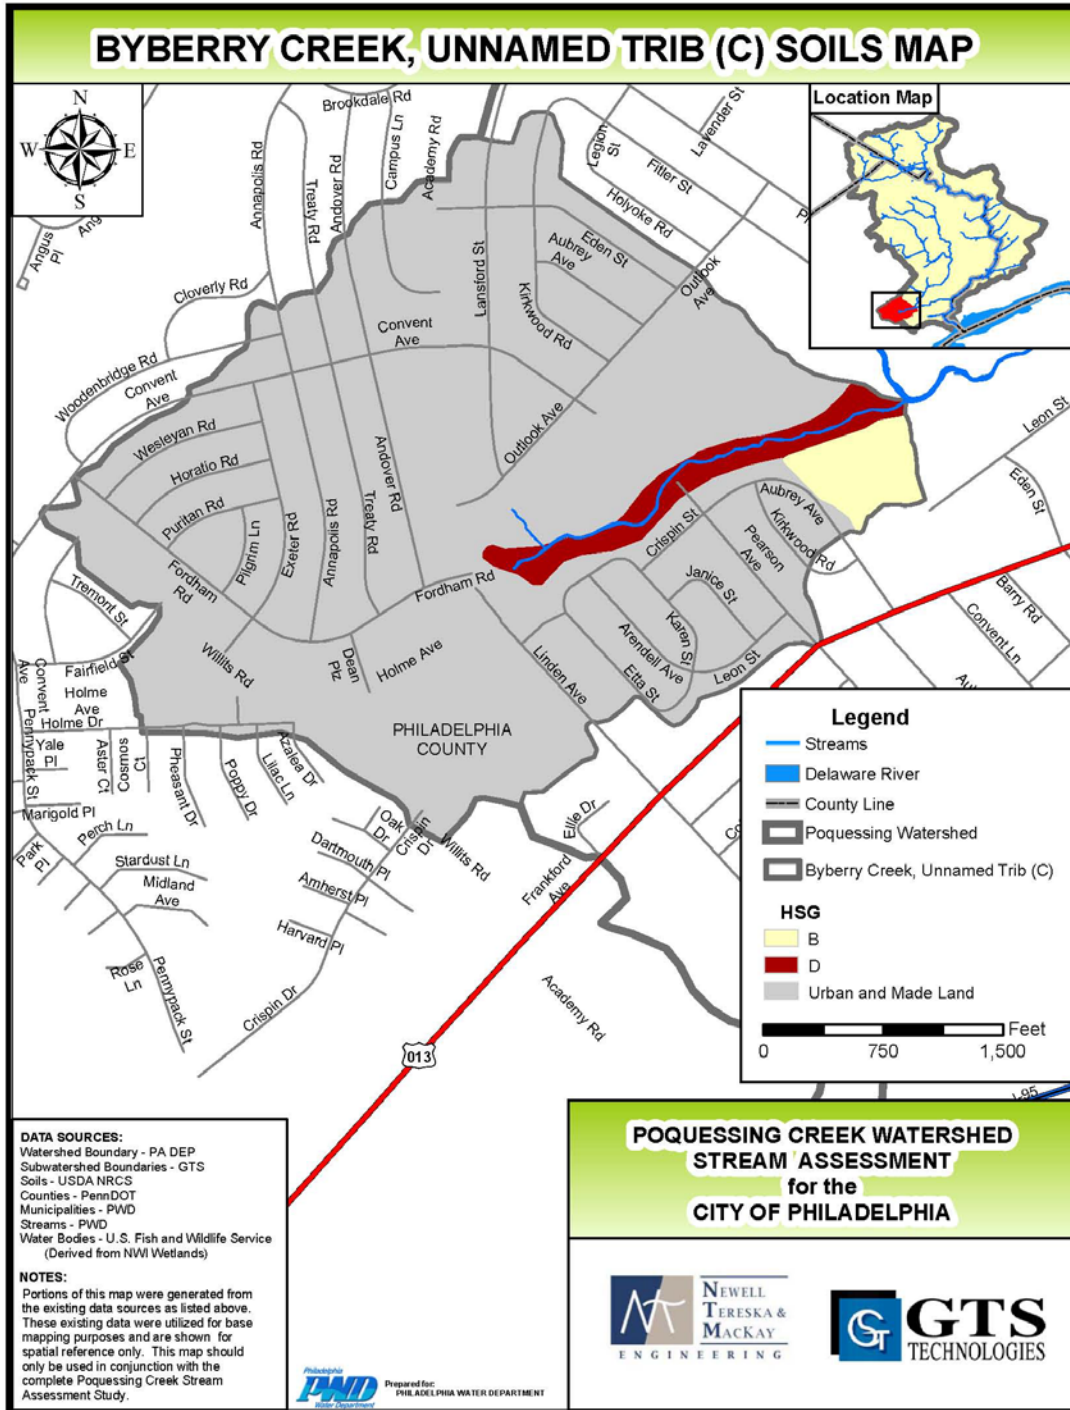 BYBERRY CREEK, UNNAMED TRIB (C) SOILS MAP
N
W
E
S
Location Map
Brookdale Rd
Campus Ln
Academy Rd
Andover Rd
Treaty Rd
Annapolis Rd
Angus Pl
Ang
Cloverly Rd
Legion St
Lavender St
Fitler St
Holyoke Rd
Eden St
Aubrey Ave
Lansford St
Kirkwood Rd
Outlook Ave
Convent Ave
Woodenbridge Rd
Convent Ave
Wesleyan Rd
Horatio Rd
Puritan Rd
Pilgrim Ln
Exeter Rd
Annapolis Rd
Treaty Rd
Andover Rd
Outlook Ave
Fordham Rd
Fordham Rd
Crispin St
Aubrey Ave
Kirkwood Rd
Pearson Ave
Janice St
Karen St
Arendell Ave
Etta St
Leon St
Linden Ave
Leon St
Eden St
Barry Rd
Convent Ln
Au
Tremont St
Fairfield St
Convent Ave
Holme Ave
Holme Dr
Willits Rd
Dean Plz
Holme Ave
PHILADELPHIA
COUNTY
Pennypack St
Yale Pl
Aster Ct
Cosmos Ct
Pheasant Dr
Poppy Dr
Lilac Ln
Azalea Dr
Marigold Pl
Perch Ln
Park Pl
Stardust Ln
Midland Ave
Rose Ln
Pennypack St
Oak Dr
Crispin Dr
Willits Rd
Dartmouth Pl
Amherst Pl
Harvard Pl
Crispin Dr
Ellie Dr
Frankford Ave
Academy Rd
Co
013
I-95
Legend
Streams
Delaware River
County Line
Poquessing Watershed
Byberry Creek, Unnamed Trib (C)
HSG
B
D
Urban and Made Land
Feet
0 750 1,500
DATA SOURCES:
Watershed Boundary - PA DEP
Subwatershed Boundaries - GTS
Soils - USDA NRCS
Counties - PennDOT
Municipalities - PWD
Streams - PWD
Water Bodies - U.S. Fish and Wildlife Service
(Derived from NWI Wetlands)
NOTES:
Portions of this map were generated from
the existing data sources as listed above.
These existing data were utilized for base
mapping purposes and are shown for
spatial reference only. This map should
only be used in conjunction with the
complete Poquessing Creek Stream
Assessment Study.
Philadelphia
PWD
Water Department
Prepared for:
PHILADELPHIA WATER DEPARTMENT
POQUESSING CREEK WATERSHED
STREAM ASSESSMENT
for the
CITY OF PHILADELPHIA
NEWELL
TERESKA &
MACKAY
ENGINEERING
GTS
TECHNOLOGIES